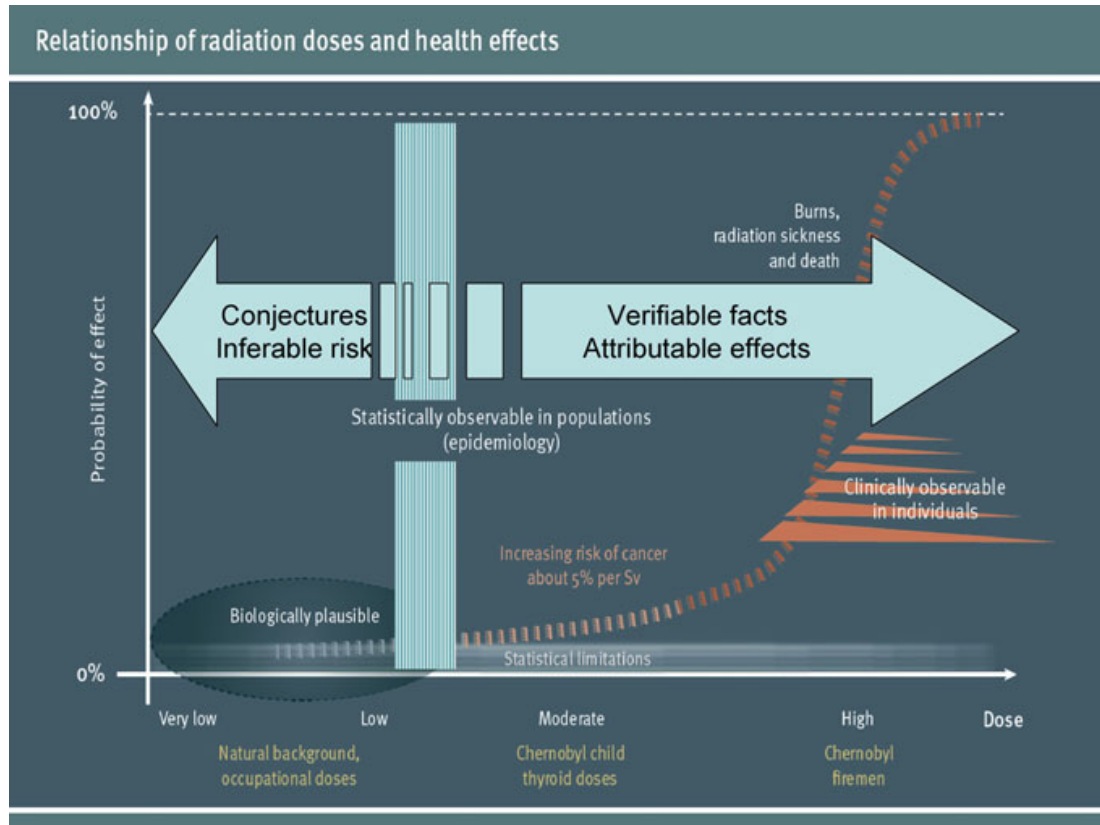 Relationship of radiation doses and health effects
100%
Burns,
radiation sickness
and death
Conjectures
Inferable risk
Verifiable facts
Attributable effects
Probability of effect
Statistically observable in populations
(epidemiology)
Clinically observable
in individuals
Increasing risk of cancer
about 5% per Sv
Biologically plausible
Statistical limitations
0%
Very low
Low
Moderate
High
Dose
Natural background,
occupational doses
Chernobyl child
thyroid doses
Chernobyl
firemen